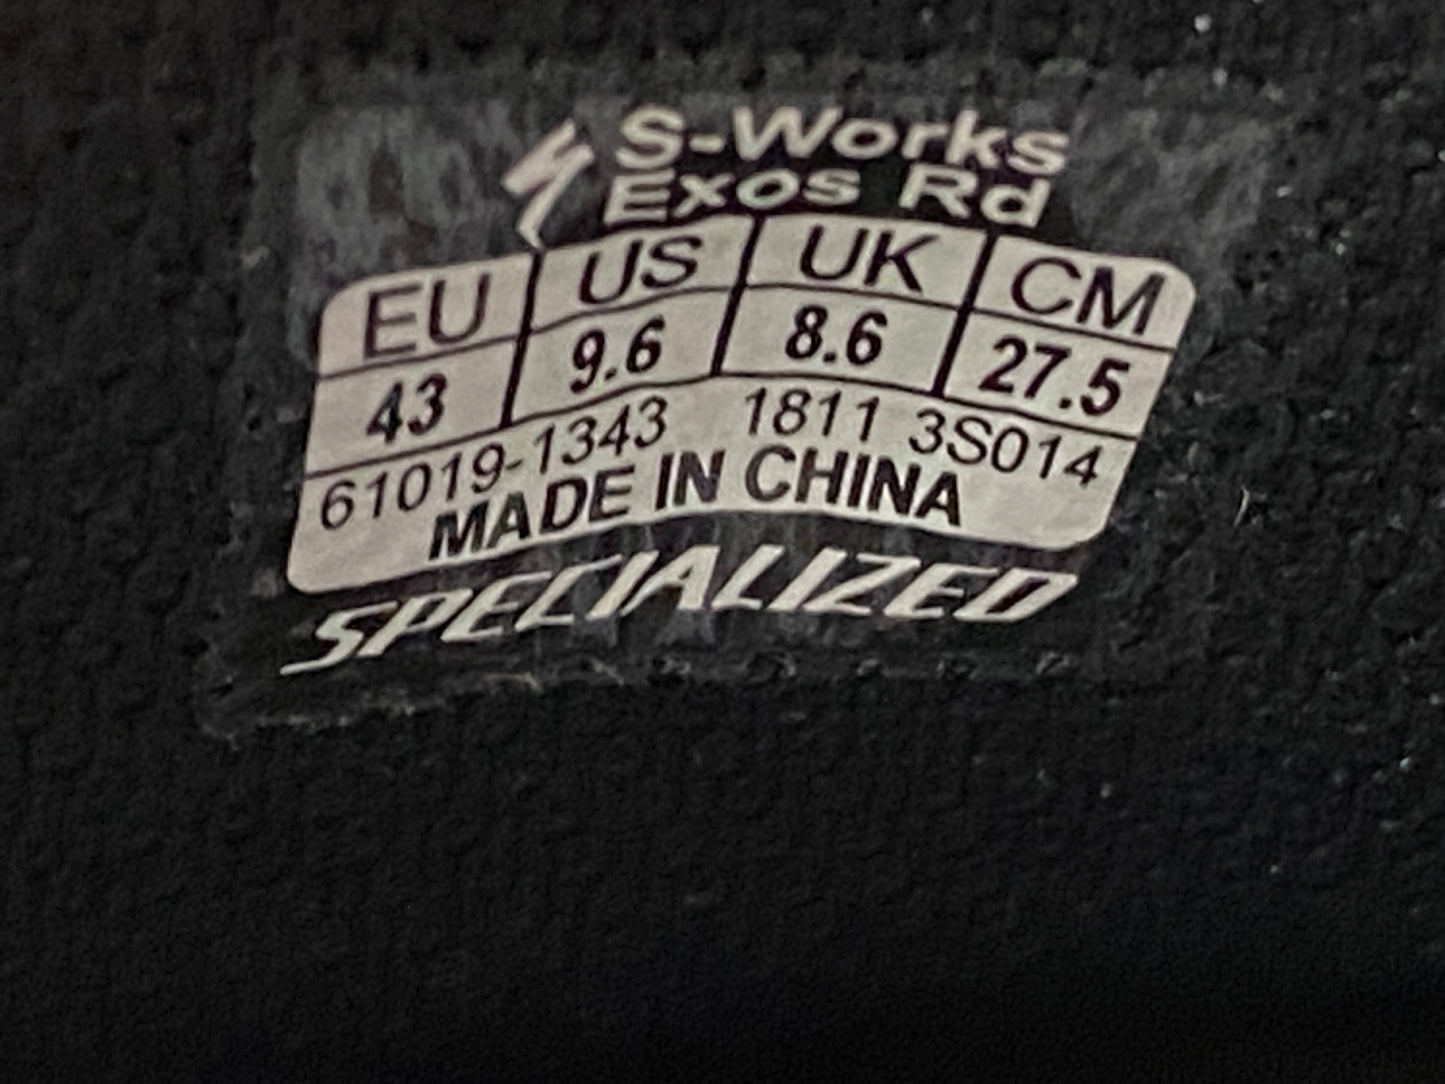 S-Works
Exos Rd
EU US UK CM
43 9.6 8.6 27.5
61019-1343 1811 3S014
MADE IN CHINA
SPECIALIZED